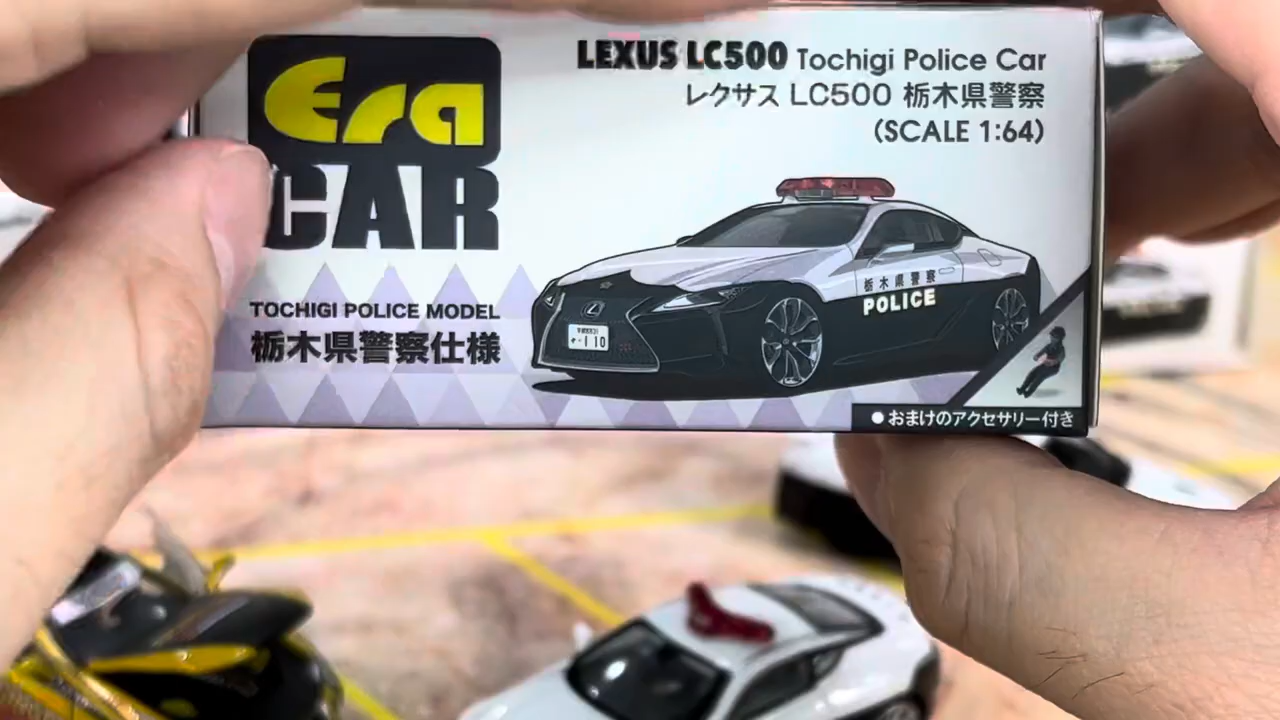 Era
CAR
LEXUS LC500 Tochigi Police Car
レクサス LC500 栃木県警察
(SCALE 1:64)
TOCHIGI POLICE MODEL
栃木県警察仕様
栃木県警察
POLICE
・110
●おまけのアクセサリー付き